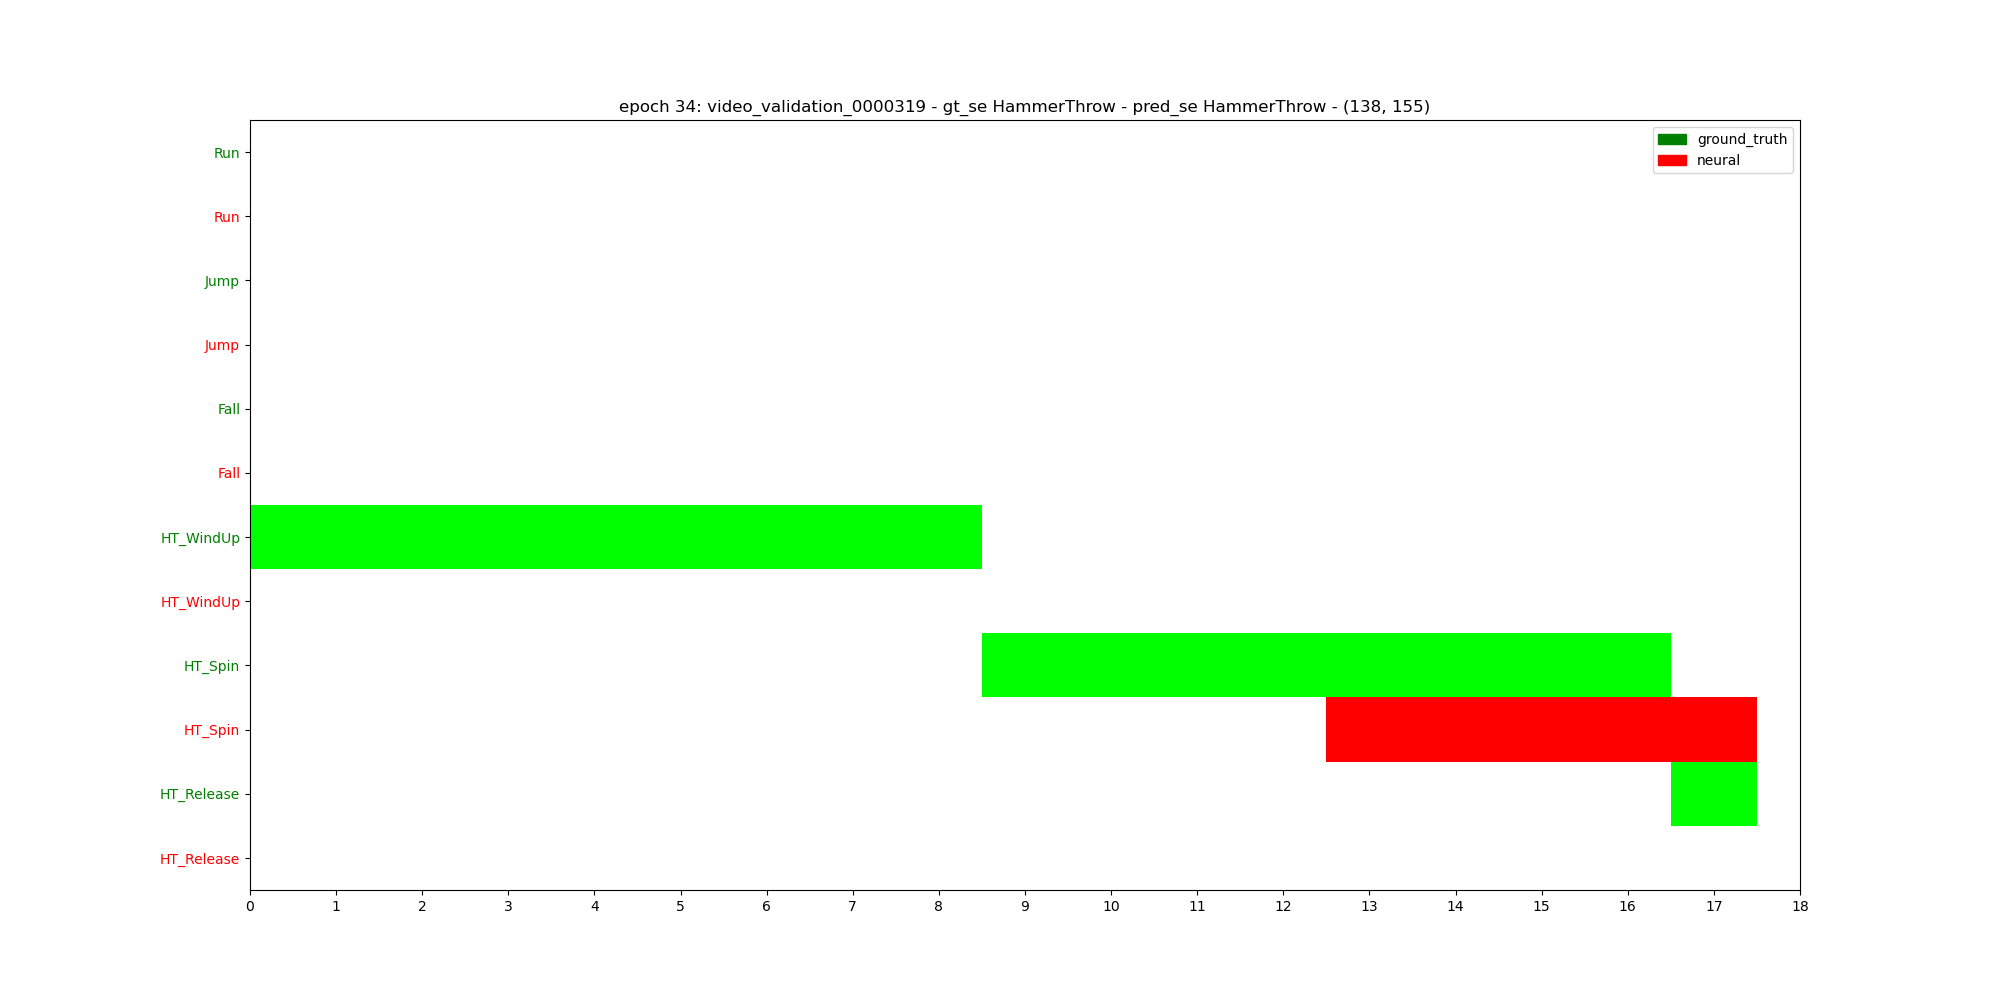 epoch 34: video_validation_0000319 - gt_se HammerThrow - pred_se HammerThrow - (138, 155)
ground_truth
neural
Run
Run
Jump
Jump
Fall
Fall
HT_WindUp
HT_WindUp
HT_Spin
HT_Spin
HT_Release
HT_Release
0 1 2 3 4 5 6 7 8 9 10 11 12 13 14 15 16 17 18